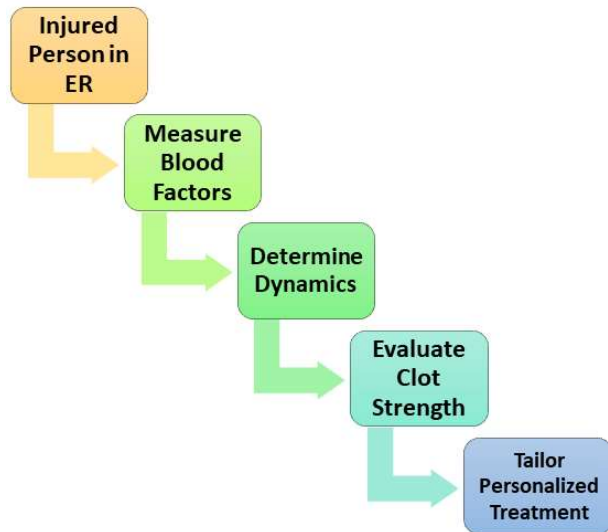 Injured
Person in
ER
Measure
Blood
Factors
Determine
Dynamics
Evaluate
Clot
Strength
Tailor
Personalized
Treatment